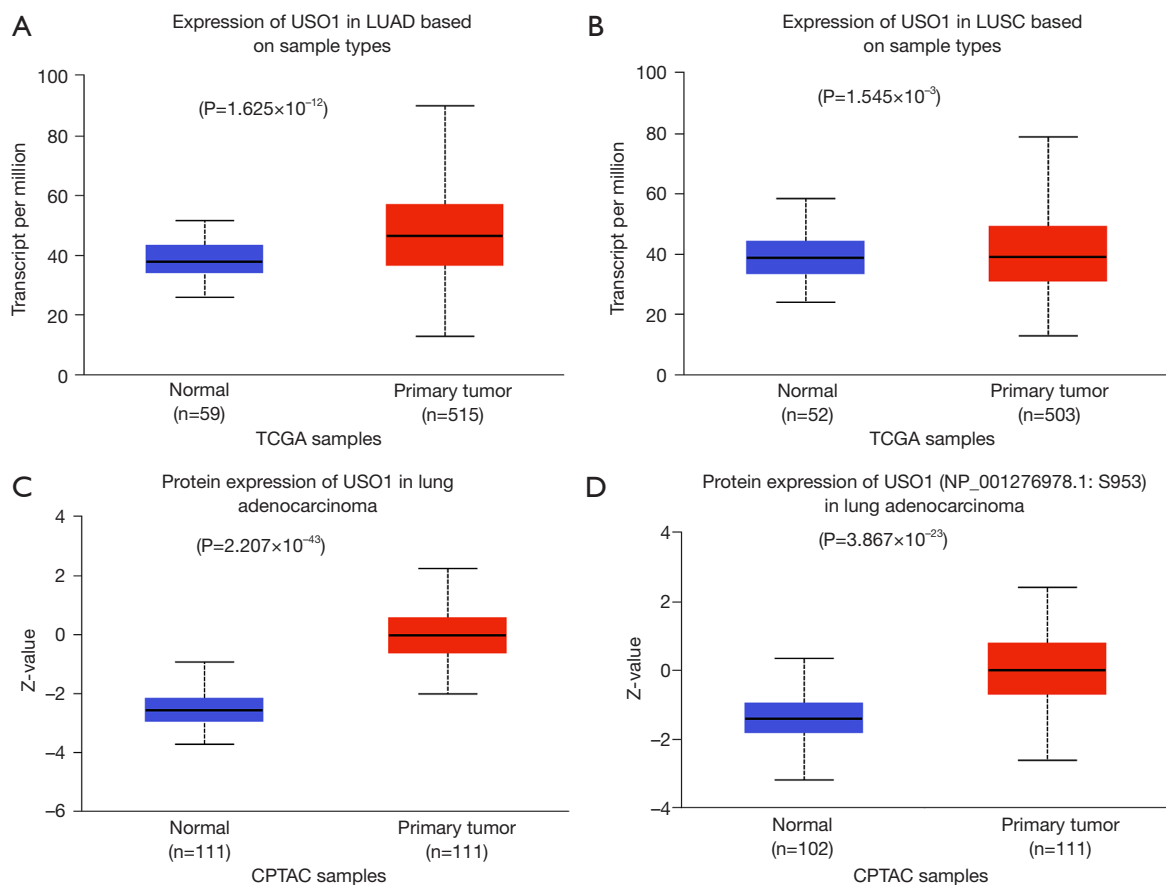 A
Expression of USO1 in LUAD based
on sample types
(P=1.625×10⁻¹²)
Transcript per million
100
80
60
40
20
0
Normal
(n=59)
Primary tumor
(n=515)
TCGA samples
B
Expression of USO1 in LUSC based
on sample types
(P=1.545×10⁻³)
Transcript per million
100
80
60
40
20
0
Normal
(n=52)
Primary tumor
(n=503)
TCGA samples
C
Protein expression of USO1 in lung
adenocarcinoma
(P=2.207×10⁻⁴³)
Z-value
4
2
0
−2
−4
−6
Normal
(n=111)
Primary tumor
(n=111)
CPTAC samples
D
Protein expression of USO1 (NP_001276978.1: S953)
in lung adenocarcinoma
(P=3.867×10⁻²³)
Z-value
4
2
0
−2
−4
Normal
(n=102)
Primary tumor
(n=111)
CPTAC samples